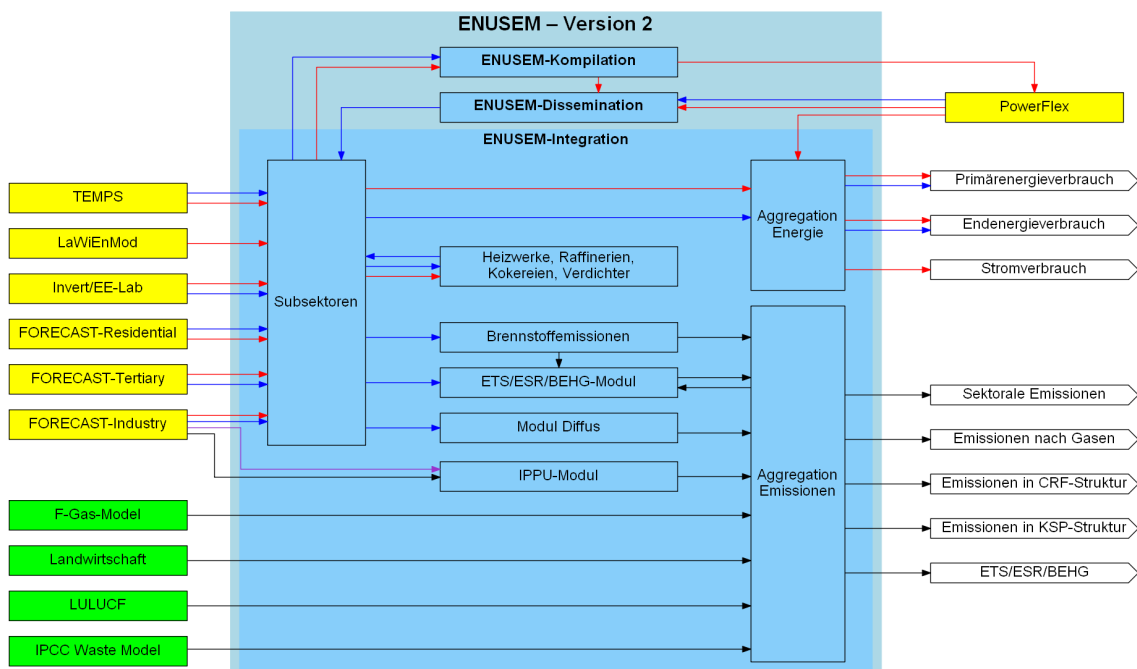 ENUSEM – Version 2
ENUSEM-Kompilation
ENUSEM-Dissemination
PowerFlex
ENUSEM-Integration
TEMPS
LaWiEnMod
Invert/EE-Lab
FORECAST-Residential
FORECAST-Tertiary
FORECAST-Industry
F-Gas-Model
Landwirtschaft
LULUCF
IPCC Waste Model
Subsektoren
Heizwerke, Raffinerien,
Kokereien, Verdichter
Brennstoffemissionen
ETS/ESR/BEHG-Modul
Modul Diffus
IPPU-Modul
Aggregation
Energie
Aggregation
Emissionen
Primärenergieverbrauch
Endenergieverbrauch
Stromverbrauch
Sektorale Emissionen
Emissionen nach Gasen
Emissionen in CRF-Struktur
Emissionen in KSP-Struktur
ETS/ESR/BEHG